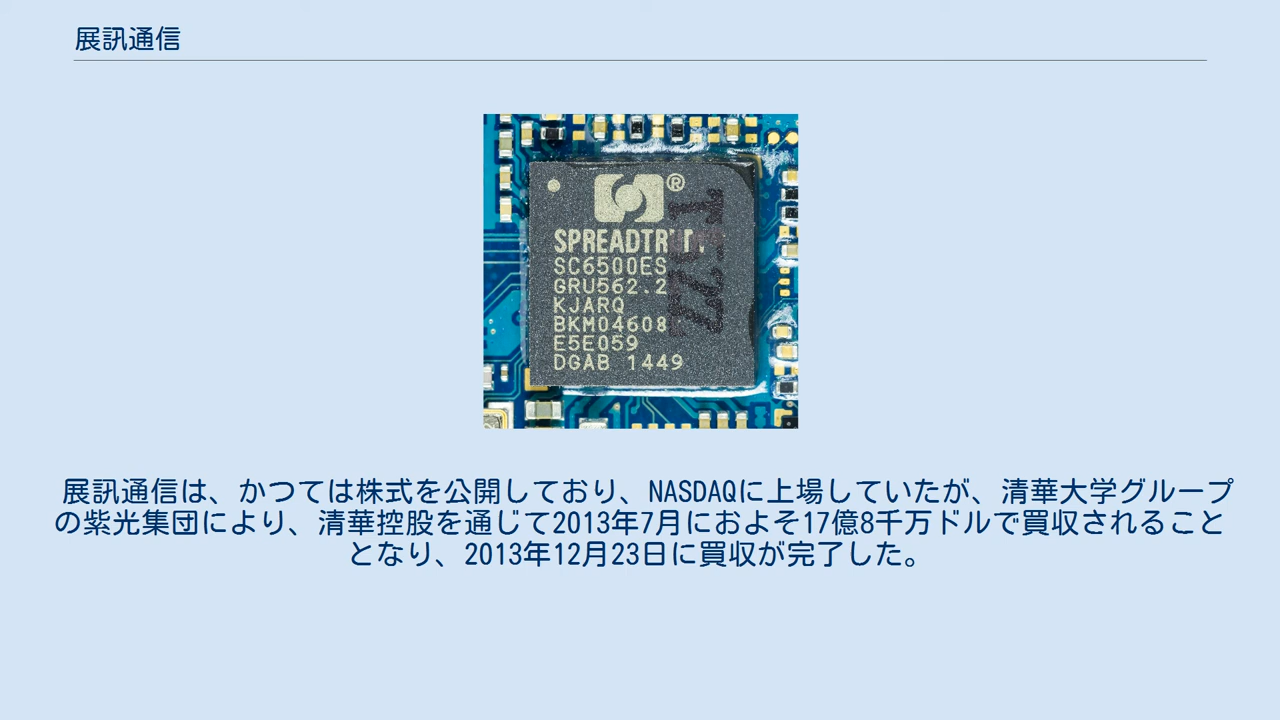 展訊通信
®
SC6500ES
GRU562.2
KJARQ
BKM04608
E5E059
DGAB 1449
展訊通信は、かつては株式を公開しており、NASDAQに上場していたが、清華大学グループ
の紫光集団により、清華控股を通じて2013年7月におよそ17億8千万ドルで買収されること
となり、2013年12月23日に買収が完了した。